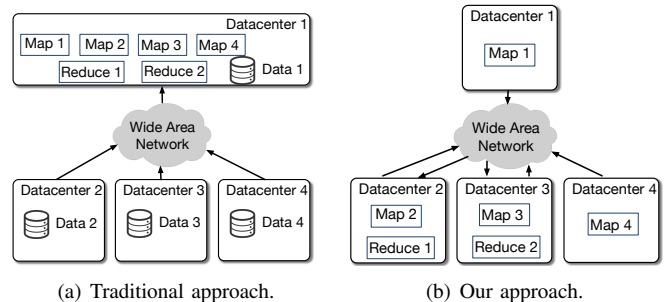 Datacenter 1
Map 1 Map 2 Map 3 Map 4
Reduce 1 Reduce 2 Data 1
Wide Area
Network
Datacenter 2 Datacenter 3 Datacenter 4
Data 2 Data 3 Data 4
(a) Traditional approach.
Datacenter 1
Map 1
Wide Area
Network
Datacenter 2 Datacenter 3 Datacenter 4
Map 2 Map 3 Map 4
Reduce 1 Reduce 2
(b) Our approach.